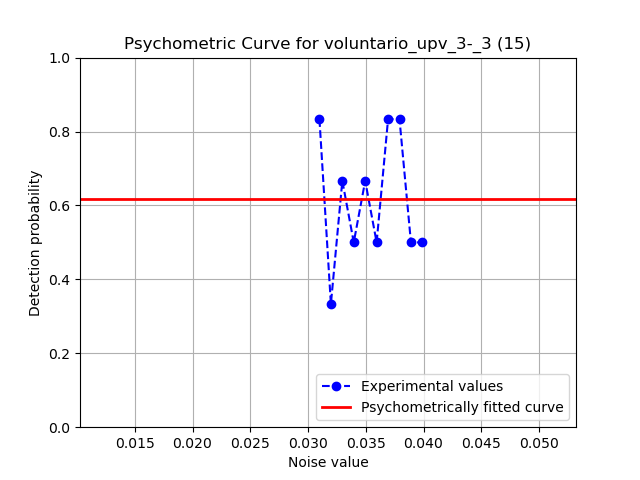 Psychometric Curve for voluntario_upv_3-_3 (15)
1.0
0.8
0.6
0.4
0.2
0.0
Detection probability
0.015 0.020 0.025 0.030 0.035 0.040 0.045 0.050
Noise value
Experimental values
Psychometrically fitted curve